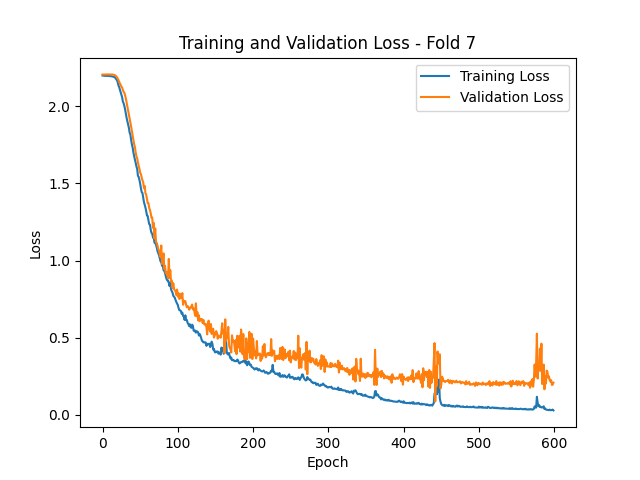 Training and Validation Loss - Fold 7
Training Loss
Validation Loss
2.0
1.5
1.0
0.5
0.0
Loss
0 100 200 300 400 500 600
Epoch